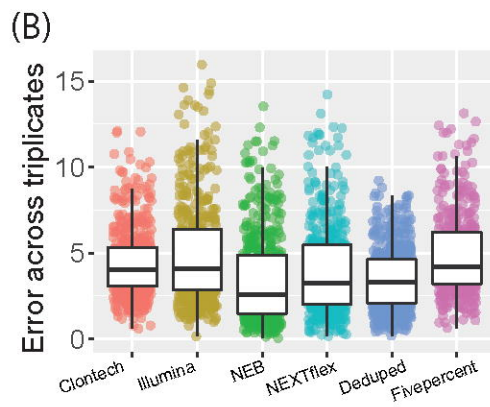 (B)
Error across triplicates
15
10
5
0
Clontech
Illumina
NEB
NEXTflex
Deduped
Fivepercent